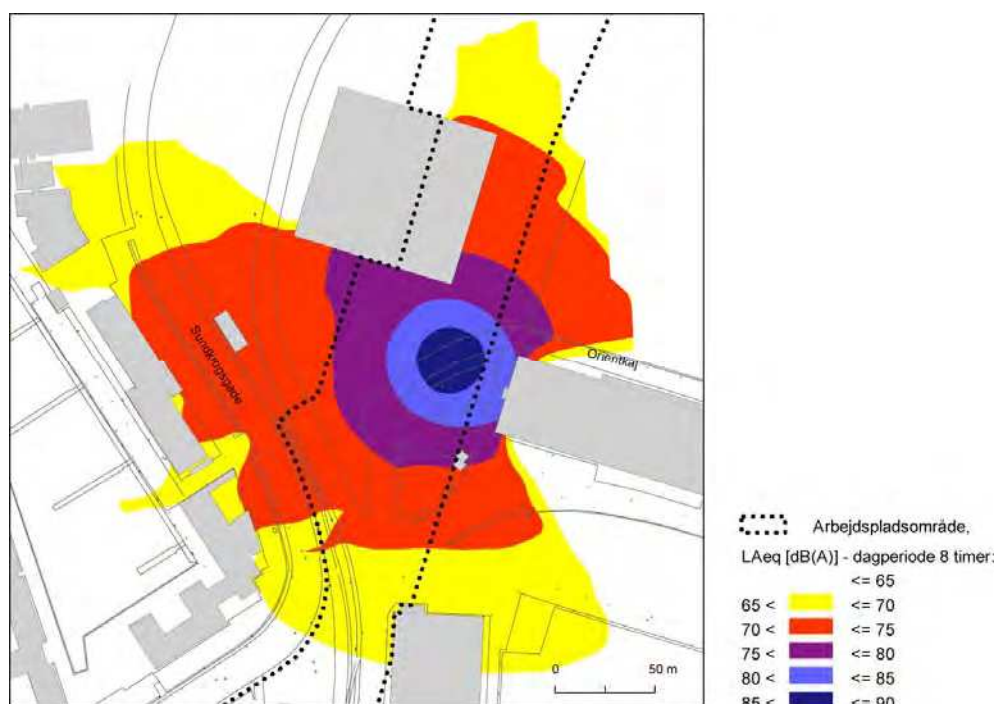 Sundkrogsgade
Orientkaj
0 50 m
Arbejdspladsområde,
LAeq [dB(A)] - dagperiode 8 timer:
<= 65
65 < <= 70
70 < <= 75
75 < <= 80
80 < <= 85
85 < <= 90